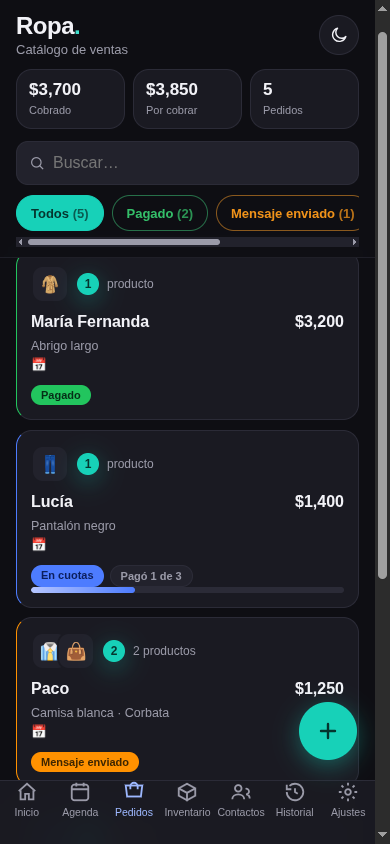 Ropa.
Catálogo de ventas
$3,700
Cobrado
$3,850
Por cobrar
5
Pedidos
Buscar…
Todos (5)
Pagado (2)
Mensaje enviado (1)
1 producto
María Fernanda $3,200
Abrigo largo
Pagado
1 producto
Lucía $1,400
Pantalón negro
En cuotas Pagó 1 de 3
2 2 productos
Paco $1,250
Camisa blanca · Corbata
Mensaje enviado
+
Inicio Agenda Pedidos Inventario Contactos Historial Ajustes